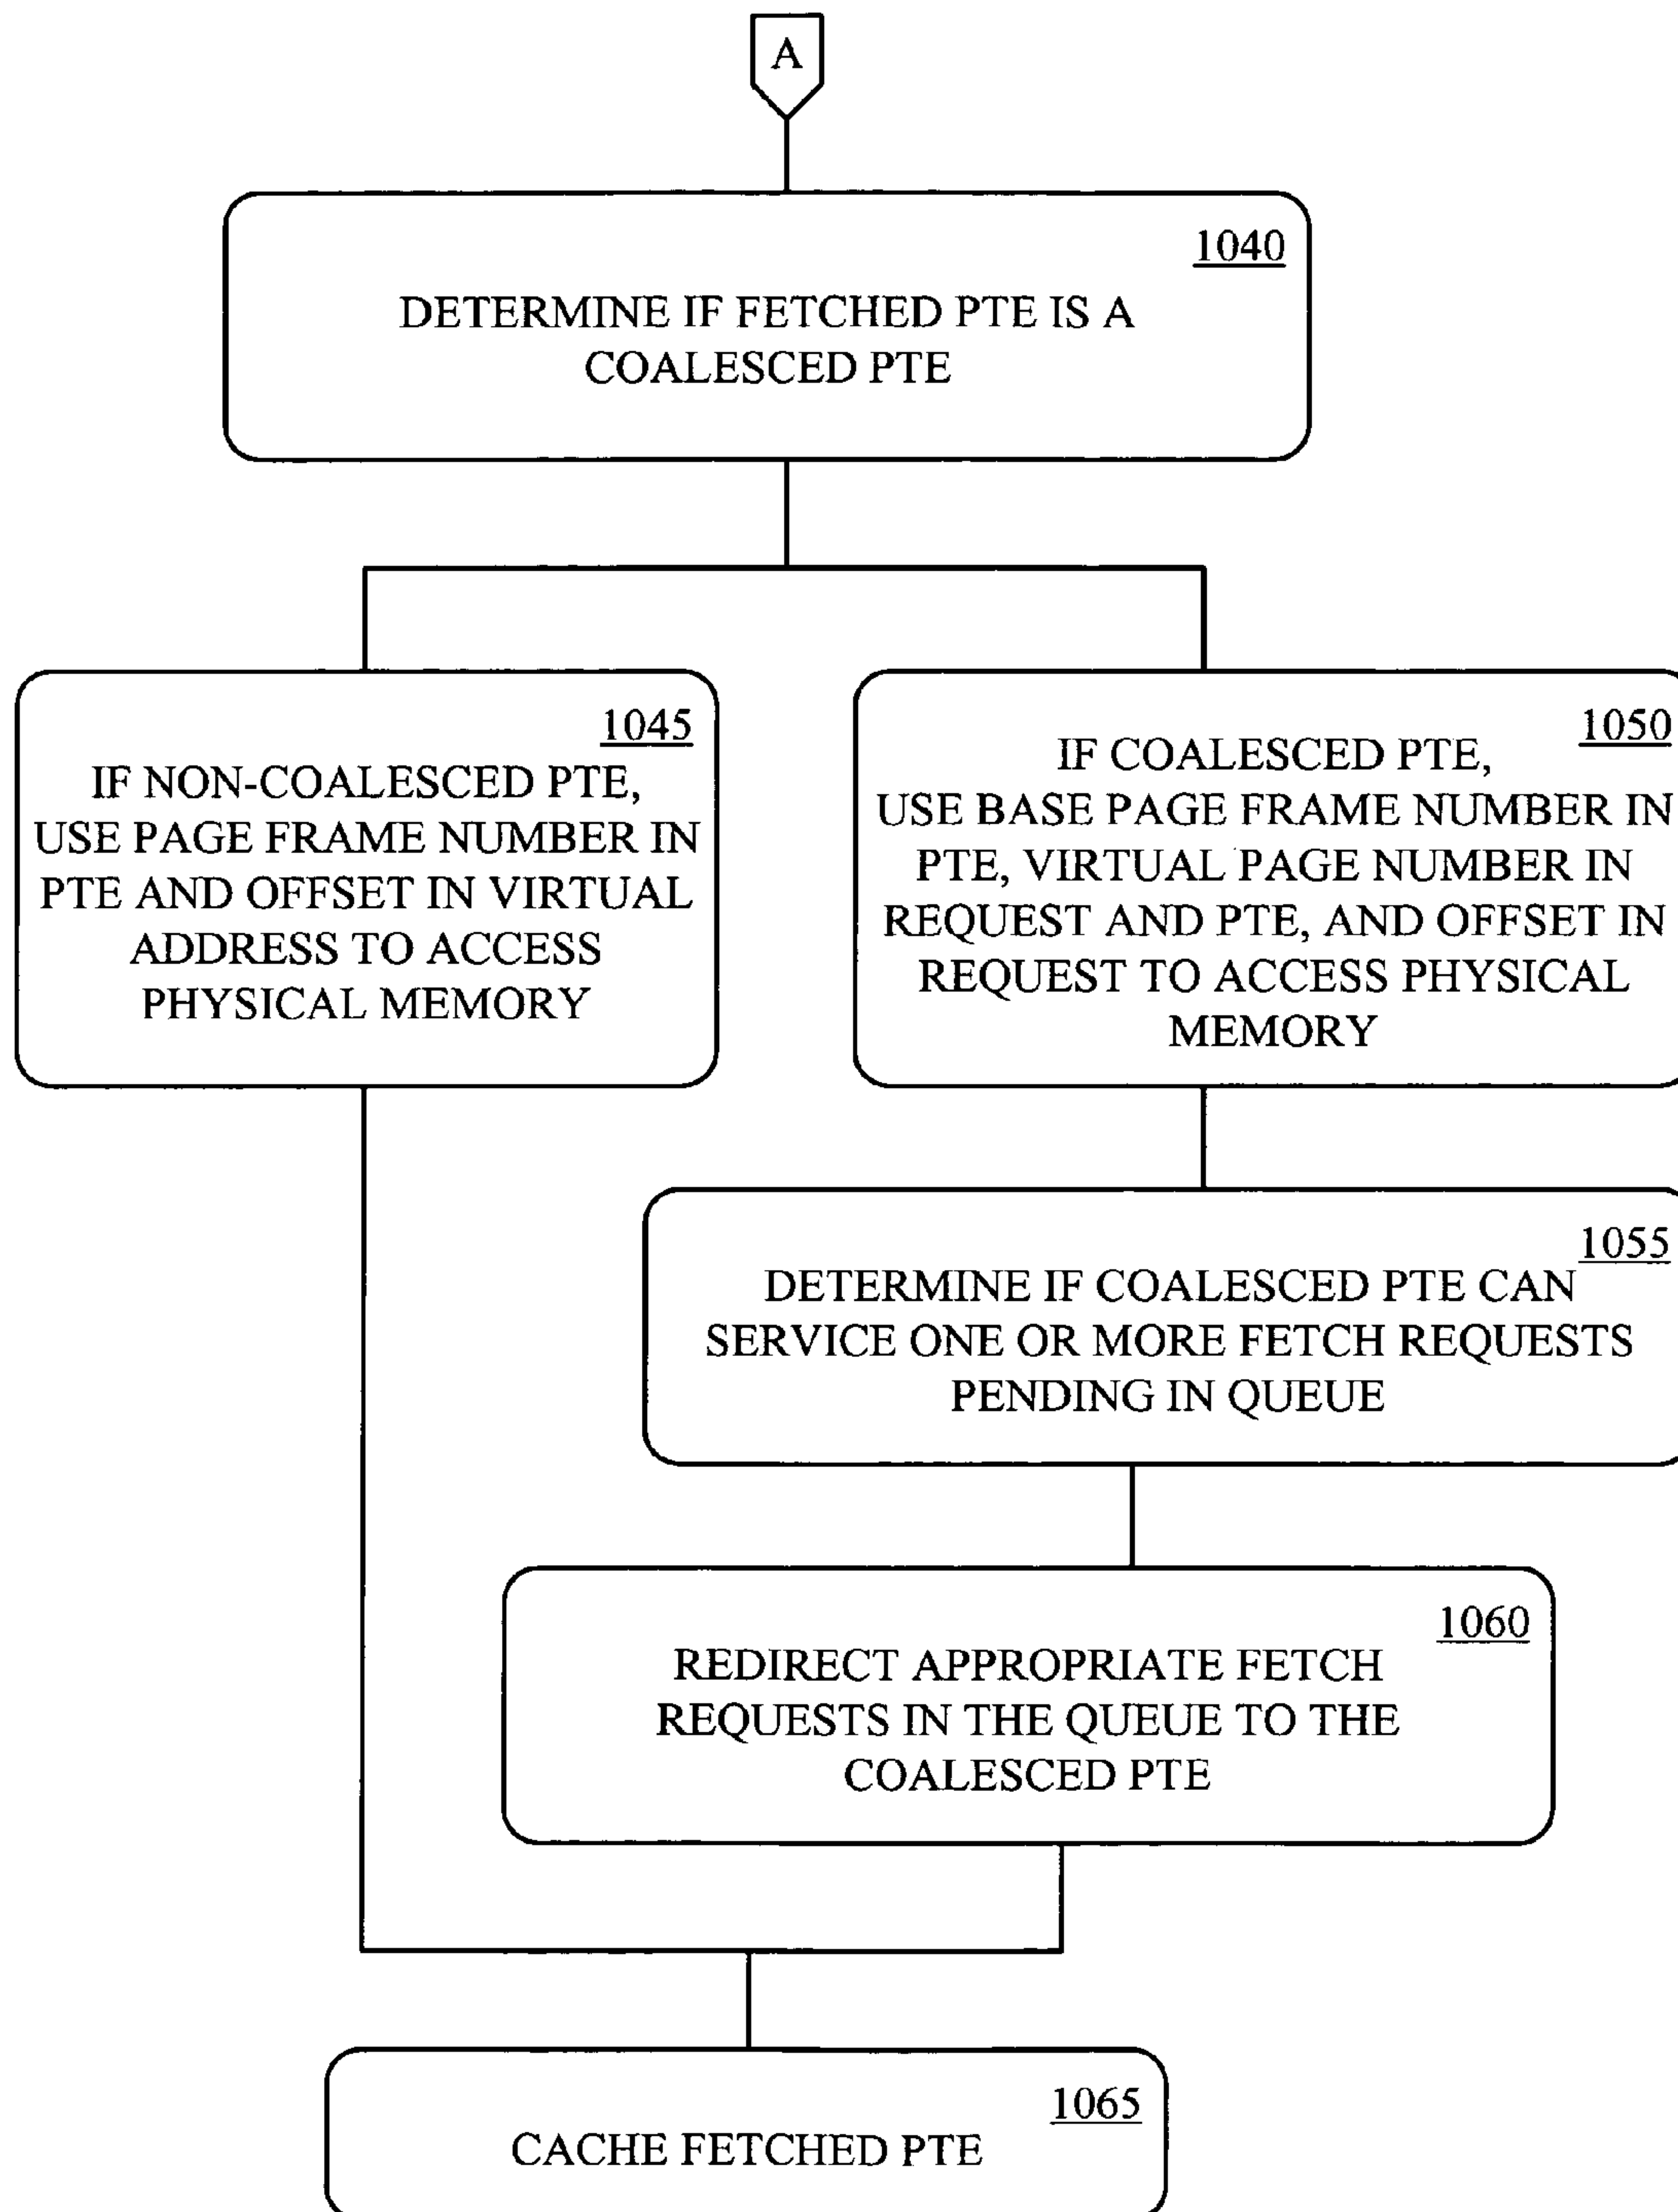 A
1040
DETERMINE IF FETCHED PTE IS A
COALESCED PTE
1045
IF NON-COALESCED PTE,
USE PAGE FRAME NUMBER IN
PTE AND OFFSET IN VIRTUAL
ADDRESS TO ACCESS
PHYSICAL MEMORY
1050
IF COALESCED PTE,
USE BASE PAGE FRAME NUMBER IN
PTE, VIRTUAL PAGE NUMBER IN
REQUEST AND PTE, AND OFFSET IN
REQUEST TO ACCESS PHYSICAL
MEMORY
1055
DETERMINE IF COALESCED PTE CAN
SERVICE ONE OR MORE FETCH REQUESTS
PENDING IN QUEUE
1060
REDIRECT APPROPRIATE FETCH
REQUESTS IN THE QUEUE TO THE
COALESCED PTE
1065
CACHE FETCHED PTE